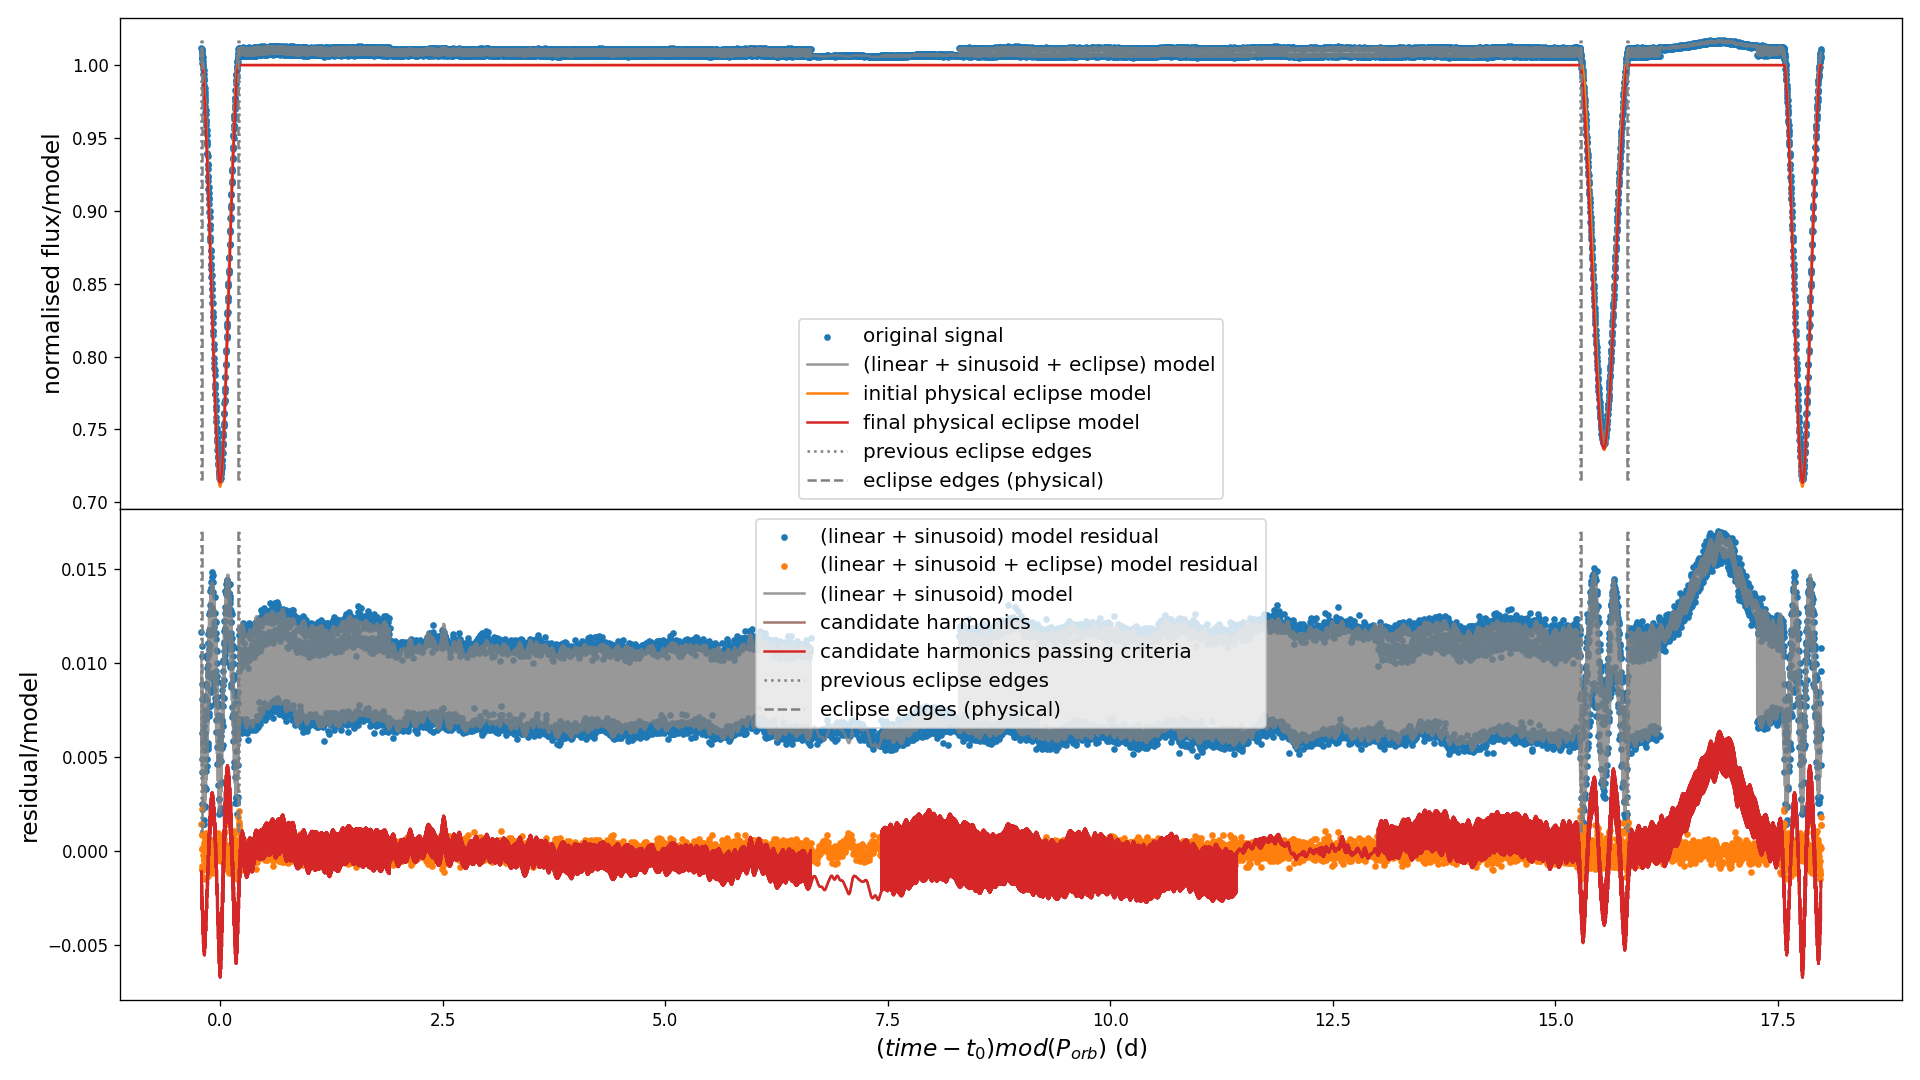 normalised flux/model
1.00
0.95
0.90
0.85
0.80
0.75
0.70
original signal
(linear + sinusoid + eclipse) model
initial physical eclipse model
final physical eclipse model
previous eclipse edges
eclipse edges (physical)
residual/model
0.015
0.010
0.005
0.000
−0.005
(linear + sinusoid) model residual
(linear + sinusoid + eclipse) model residual
(linear + sinusoid) model
candidate harmonics
candidate harmonics passing criteria
previous eclipse edges
eclipse edges (physical)
0.0 2.5 5.0 7.5 10.0 12.5 15.0 17.5
(time − t₀)mod(P_orb) (d)